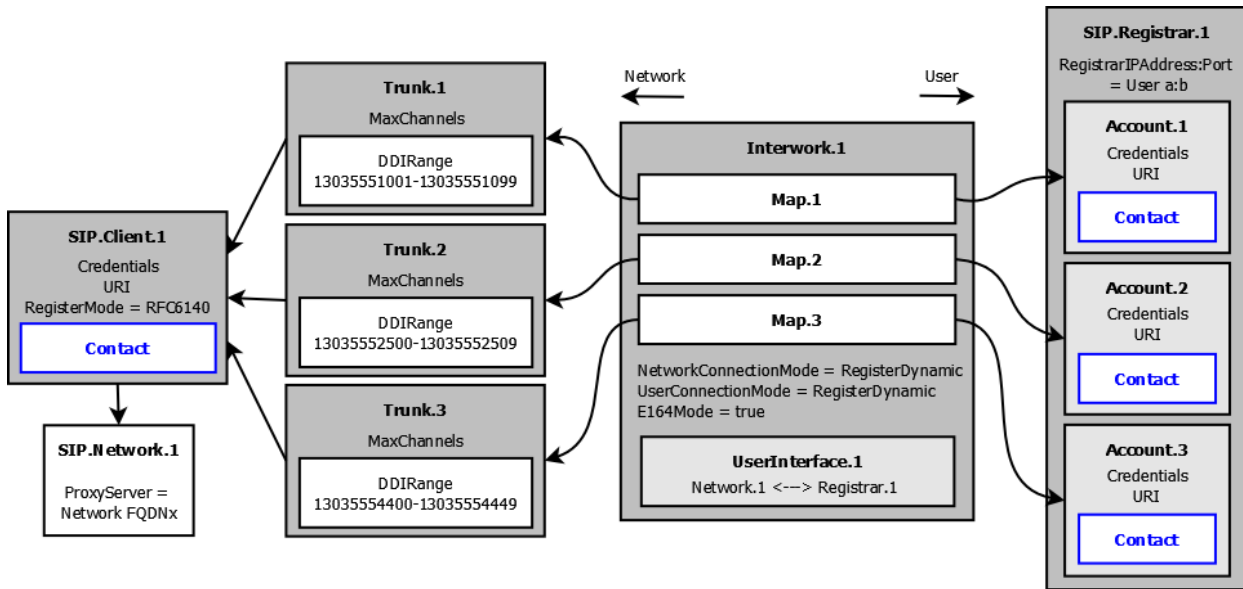 SIP.Client.1
Credentials
URI
RegisterMode = RFC6140
Contact
SIP.Network.1
ProxyServer =
Network FQDNx
Trunk.1
MaxChannels
DDIRange
13035551001-13035551099
Trunk.2
MaxChannels
DDIRange
13035552500-13035552509
Trunk.3
MaxChannels
DDIRange
13035554400-13035554449
Network
User
Interwork.1
Map.1
Map.2
Map.3
NetworkConnectionMode = RegisterDynamic
UserConnectionMode = RegisterDynamic
E164Mode = true
UserInterface.1
Network.1 <---> Registrar.1
SIP.Registrar.1
RegistrarIPAddress:Port
= User a:b
Account.1
Credentials
URI
Contact
Account.2
Credentials
URI
Contact
Account.3
Credentials
URI
Contact